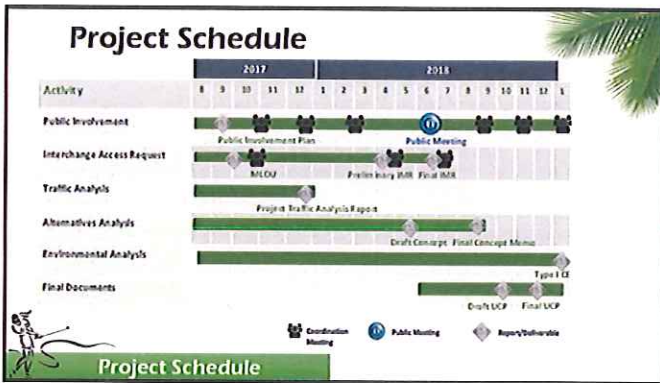 Project Schedule
2017 2018
Activity 8 9 10 11 12 1 2 3 4 5 6 7 8 9 10 11 12 1
Public Involvement
Public Involvement Plan Public Meeting
Interchange Access Request
MLOU Preliminary IMR Final IMR
Traffic Analysis
Project Traffic Analysis Report
Alternatives Analysis
Draft Concept Final Concept Memo
Environmental Analysis
Type I CE
Final Documents
Draft UCP Final UCP
Coordination Meeting Public Meeting Report/Deliverable
Project Schedule